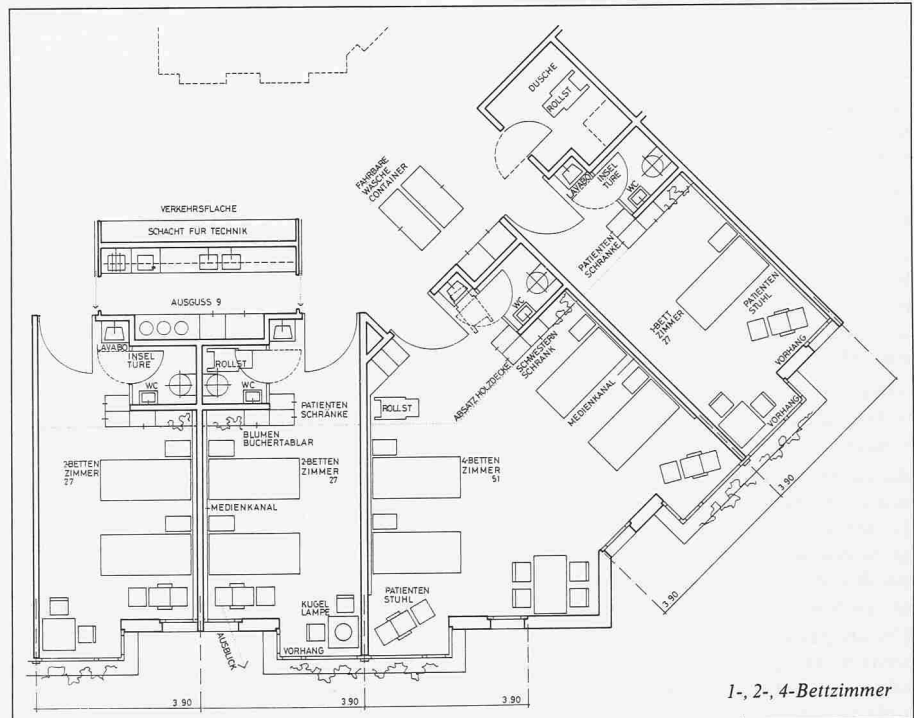 DUSCHE
ROLLST
FAHRBARE
WASCHE
CONTAINER
LAVABO
INSEL
TÜRE
WC
PATIENTEN
SCHRÄNKE
1-BETT
ZIMMER
27
PATIENTEN
STUHL
VORHANG
VORHANG
3.90
3.90
VERKEHRSFLÄCHE
SCHACHT FÜR TECHNIK
AUSGUSS 9
LAVABO
INSEL
TÜRE
WC
ROLLST
WC
PATIENTEN
SCHRÄNKE
BLUMEN
BÜCHERTABLAR
2-BETTEN
ZIMMER
27
2-BETTEN
ZIMMER
27
MEDIENKANAL
KUGEL
LAMPE
VORHANG
AUSBLICK
WC
SCHWESTERN
SCHRANK
ABSATZ HOLZDECKE
MEDIENKANAL
ROLLST
4-BETTEN
ZIMMER
51
PATIENTEN
STUHL
3.90
3.90
3.90
1-, 2-, 4-Bettzimmer